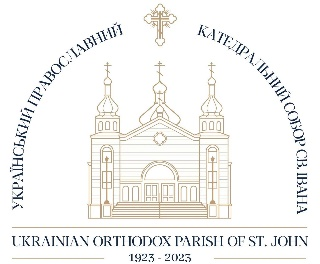 УКРАЇНСЬКИЙ ПРАВОСЛАВНИЙ
КАТЕДРАЛЬНИЙ СОБОР СВ. ІВАНА
UKRAINIAN ORTHODOX PARISH OF ST. JOHN
1923 - 2023